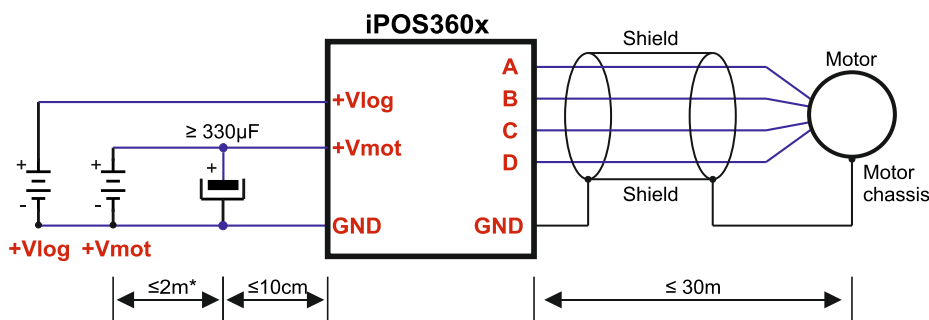 iPOS360x
Shield
Motor
A
+Vlog
B
≥ 330µF
C
+Vmot
D
+
+
+
-
-
Shield
Motor
chassis
GND
GND
+Vlog
+Vmot
≤2m*
≤10cm
≤ 30m